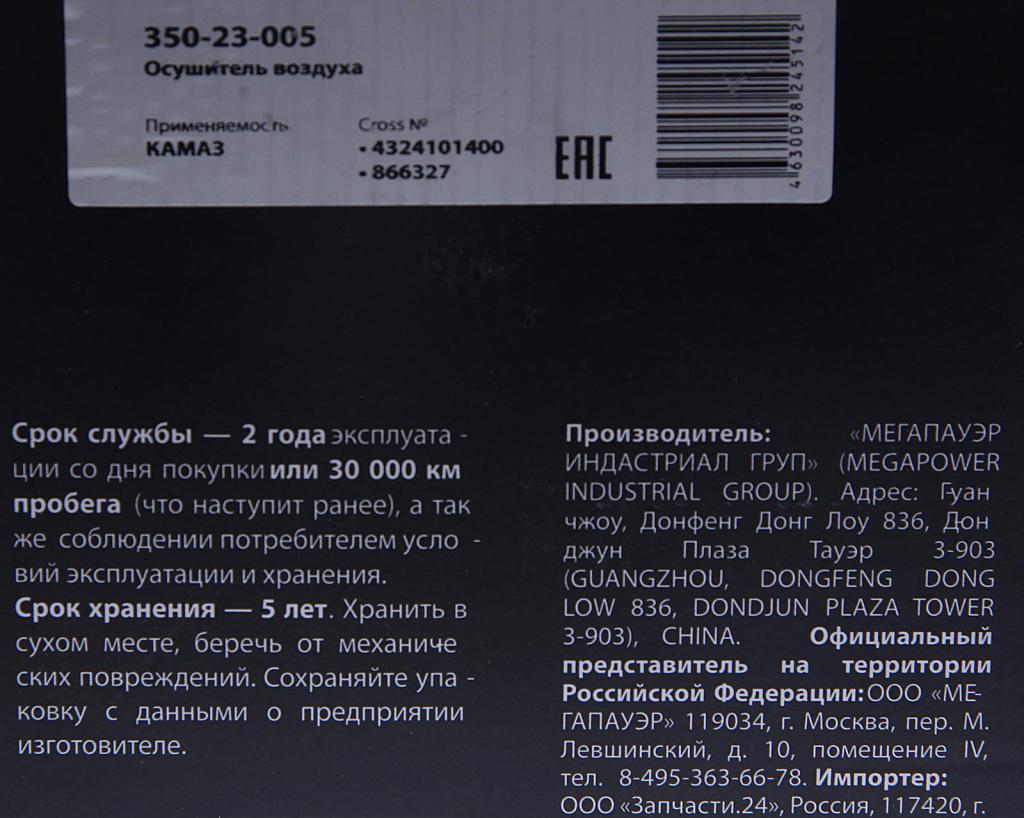 350-23-005
Осушитель воздуха
Применяемость
КАМАЗ
Cross №
• 4324101400
• 866327
EAC
4630098245142
Срок службы — 2 года эксплуата -
ции со дня покупки или 30 000 км
пробега (что наступит ранее), а так
же соблюдении потребителем усло -
вий эксплуатации и хранения.
Срок хранения — 5 лет. Хранить в
сухом месте, беречь от механиче
ских повреждений. Сохраняйте упа -
ковку с данными о предприятии
изготовителе.
Производитель: «МЕГАПАУЭР
ИНДАСТРИАЛ ГРУП» (MEGAPOWER
INDUSTRIAL GROUP). Адрес: Гуан
чжоу, Донфенг Донг Лоу 836, Дон
джун Плаза Тауэр 3-903
(GUANGZHOU, DONGFENG DONG
LOW 836, DONDJUN PLAZA TOWER
3-903), CHINA. Официальный
представитель на территории
Российской Федерации:ООО «МЕ-
ГАПАУЭР» 119034, г. Москва, пер. М.
Левшинский, д. 10, помещение IV,
тел. 8-495-363-66-78. Импортер:
ООО «Запчасти.24», Россия, 117420, г.